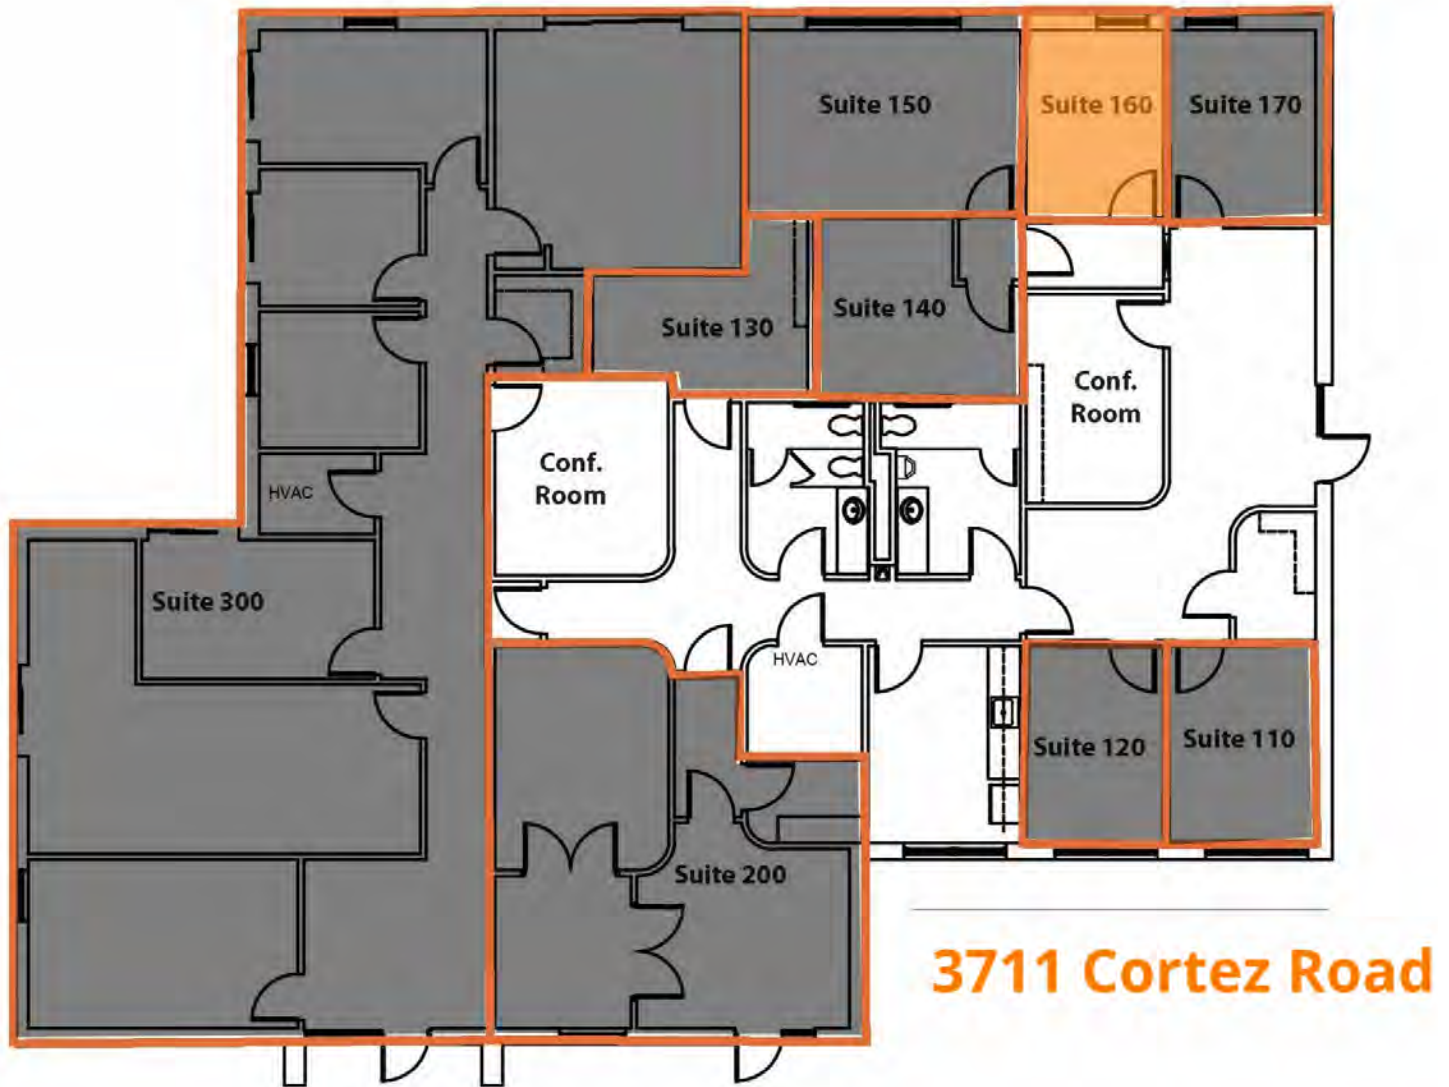 Suite 150
Suite 160
Suite 170
Suite 140
Suite 130
Conf.
Room
Conf.
Room
HVAC
Suite 300
HVAC
Suite 120
Suite 110
Suite 200
3711 Cortez Road